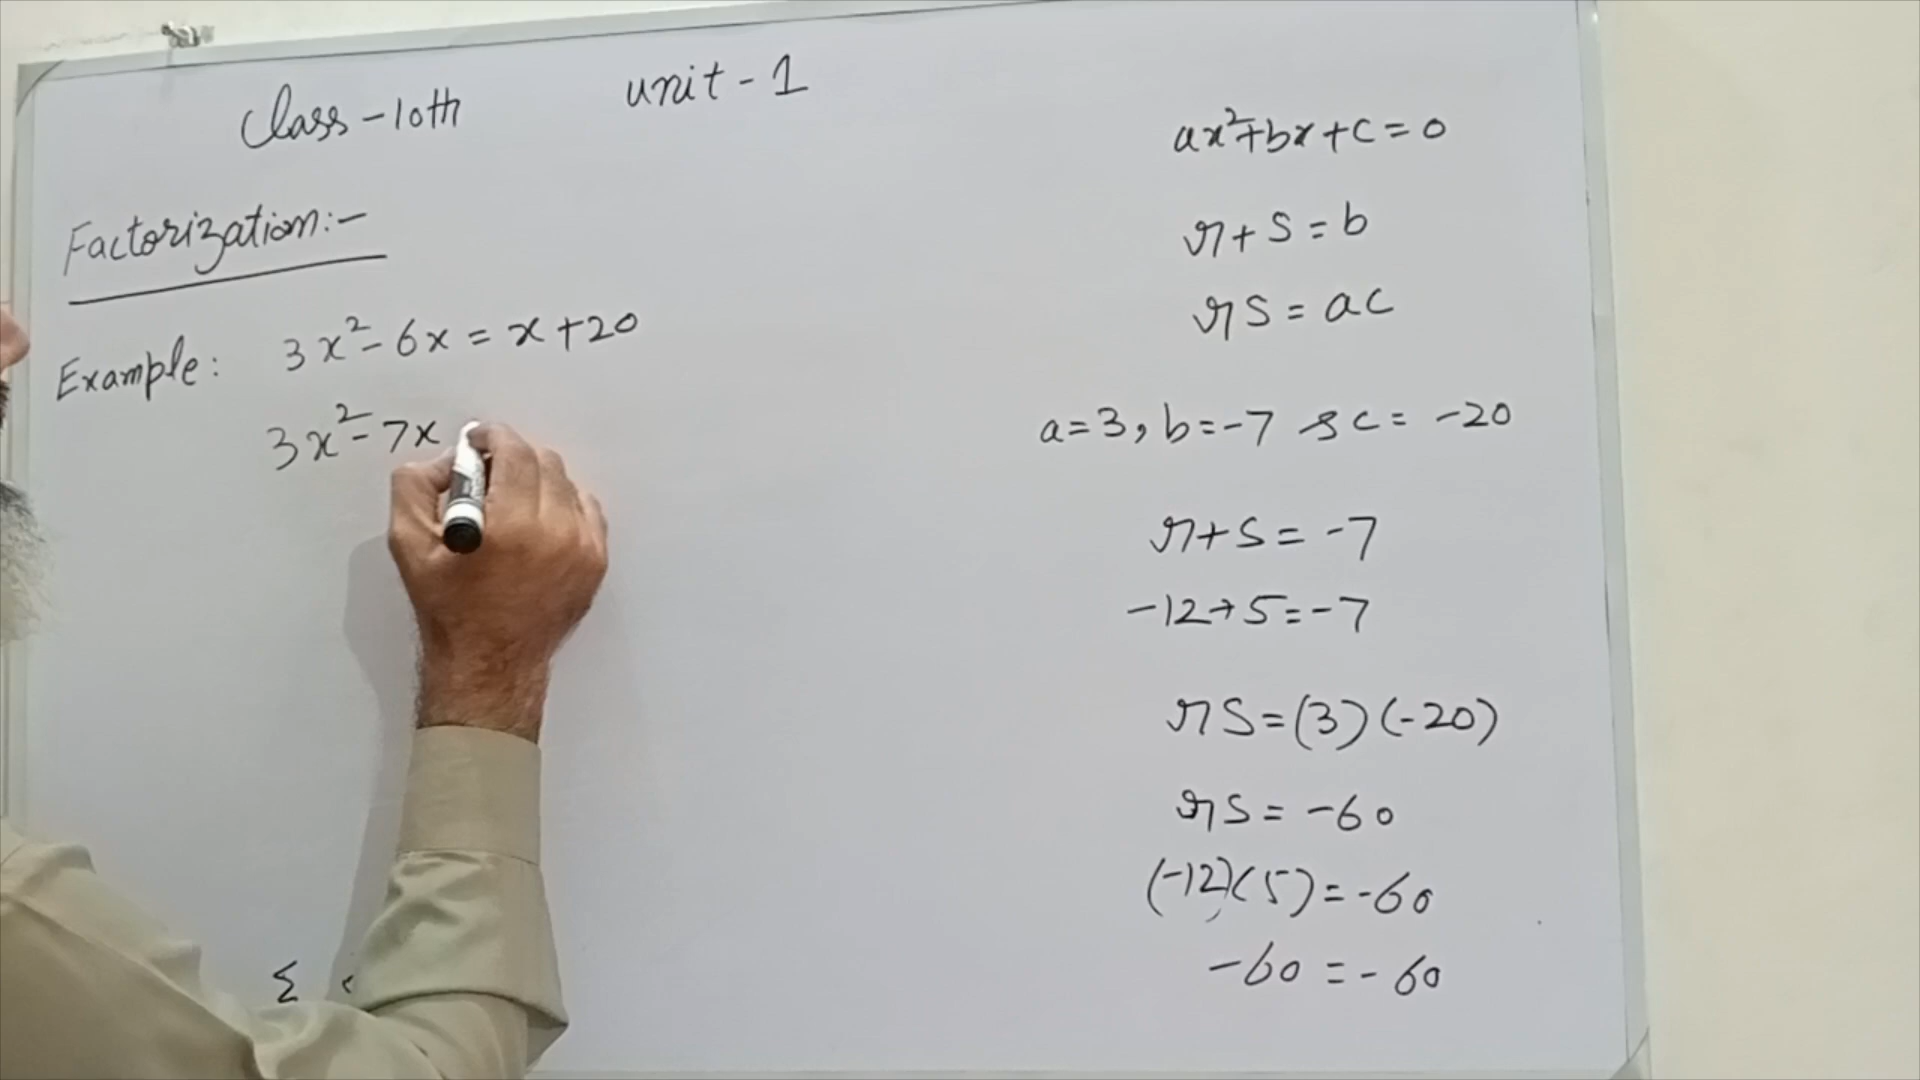 Class-10th unit-1
Factorization:-
Example: 3x²-6x=x+20
3x²-7x
ax²+bx+c=0
r+s=b
rs=ac
a=3, b=-7 & c=-20
r+s=-7
-12+5=-7
rs=(3)(-20)
rs=-60
(-12)(5)=-60
-60=-60